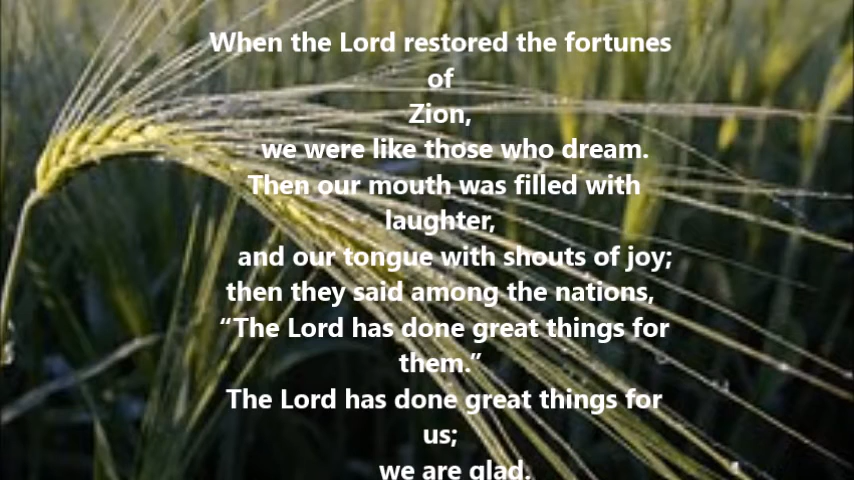 When the Lord restored the fortunes
of
Zion,
we were like those who dream.
Then our mouth was filled with
laughter,
and our tongue with shouts of joy;
then they said among the nations,
“The Lord has done great things for
them.”
The Lord has done great things for
us;
we are glad.